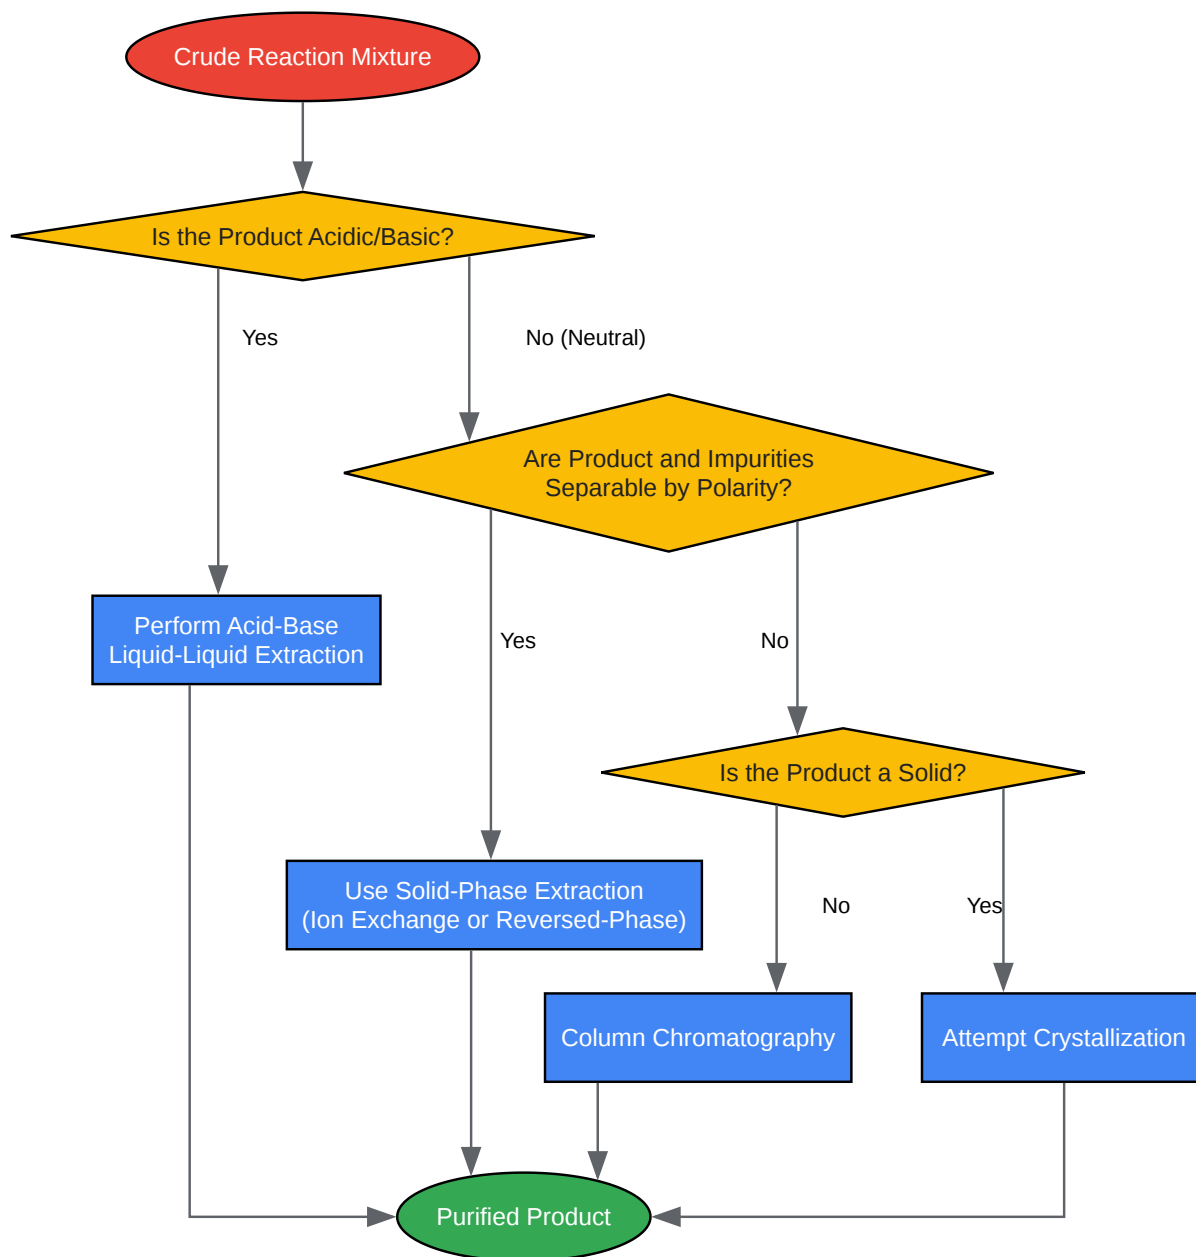 Crude Reaction Mixture
Is the Product Acidic/Basic?
Yes
No (Neutral)
Are Product and Impurities
Separable by Polarity?
Perform Acid-Base
Liquid-Liquid Extraction
Yes
No
Is the Product a Solid?
Use Solid-Phase Extraction
(Ion Exchange or Reversed-Phase)
No
Yes
Column Chromatography
Attempt Crystallization
Purified Product